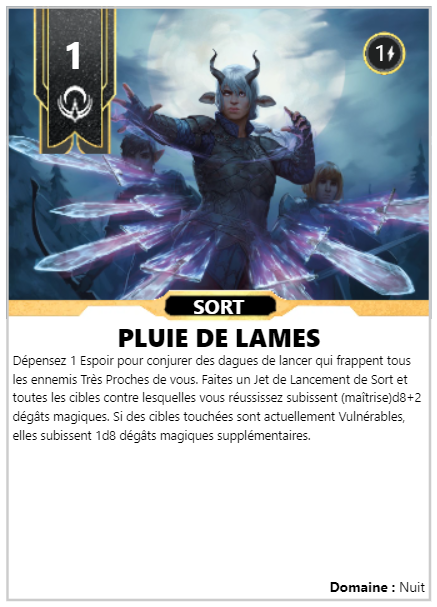 1
1
SORT
PLUIE DE LAMES
Dépensez 1 Espoir pour conjurer des dagues de lancer qui frappent tous
les ennemis Très Proches de vous. Faites un Jet de Lancement de Sort et
toutes les cibles contre lesquelles vous réussissez subissent (maîtrise)d8+2
dégâts magiques. Si des cibles touchées sont actuellement Vulnérables,
elles subissent 1d8 dégâts magiques supplémentaires.
Domaine : Nuit